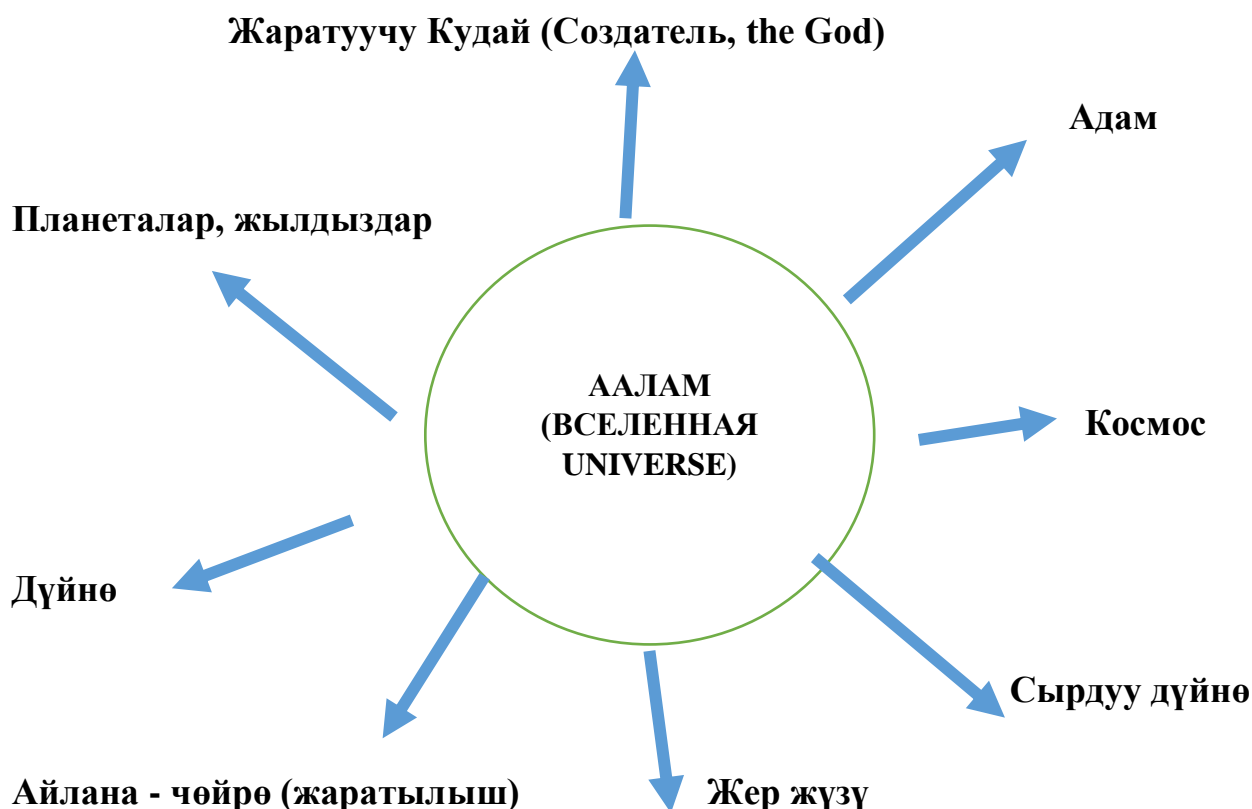 Жаратуучу Кудай (Создатель, the God)
Адам
Планеталар, жылдыздар
ААЛАМ
(ВСЕЛЕННАЯ
UNIVERSE)
Космос
Дүйнө
Сырдуу дүйнө
Айлана - чөйрө (жаратылыш)
Жер жүзү